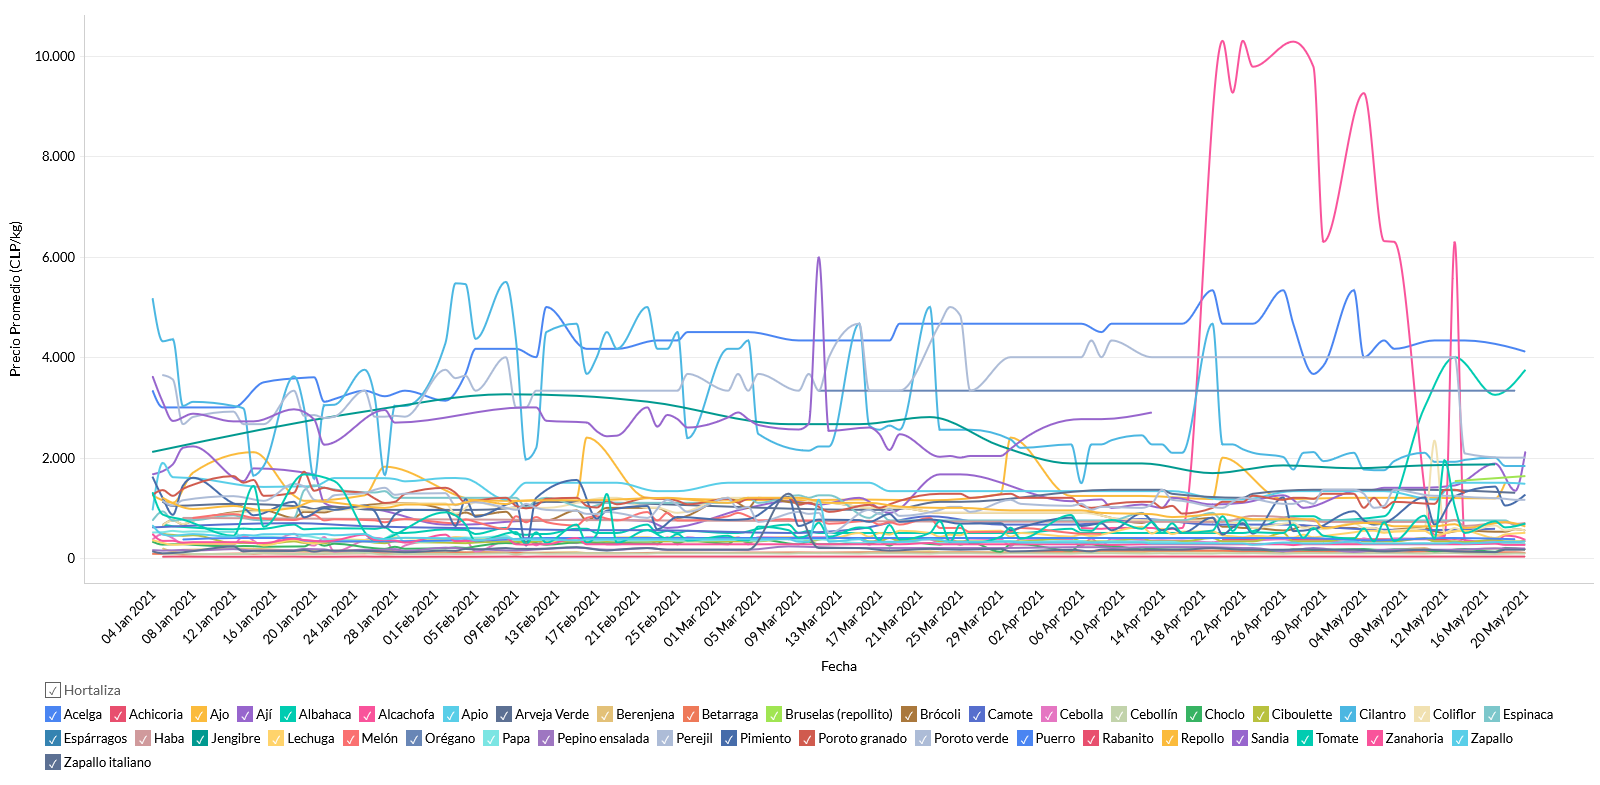 10.000
8.000
6.000
4.000
2.000
0
Precio Promedio (CLP/kg)
04 Jan 2021 08 Jan 2021 12 Jan 2021 16 Jan 2021 20 Jan 2021 24 Jan 2021 28 Jan 2021 01 Feb 2021 05 Feb 2021 09 Feb 2021 13 Feb 2021 17 Feb 2021 21 Feb 2021 25 Feb 2021 01 Mar 2021 05 Mar 2021 09 Mar 2021 13 Mar 2021 17 Mar 2021 21 Mar 2021 25 Mar 2021 29 Mar 2021 02 Apr 2021 06 Apr 2021 10 Apr 2021 14 Apr 2021 18 Apr 2021 22 Apr 2021 26 Apr 2021 30 Apr 2021 04 May 2021 08 May 2021 12 May 2021 16 May 2021 20 May 2021
Fecha
Hortaliza
Acelga Achicoria Ajo Ají Albahaca Alcachofa Apio Arveja Verde Berenjena Betarraga Bruselas (repollito) Brócoli Camote Cebolla Cebollín Choclo Ciboulette Cilantro Coliflor Espinaca
Espárragos Haba Jengibre Lechuga Melón Orégano Papa Pepino ensalada Perejil Pimiento Poroto granado Poroto verde Puerro Rabanito Repollo Sandia Tomate Zanahoria Zapallo
Zapallo italiano